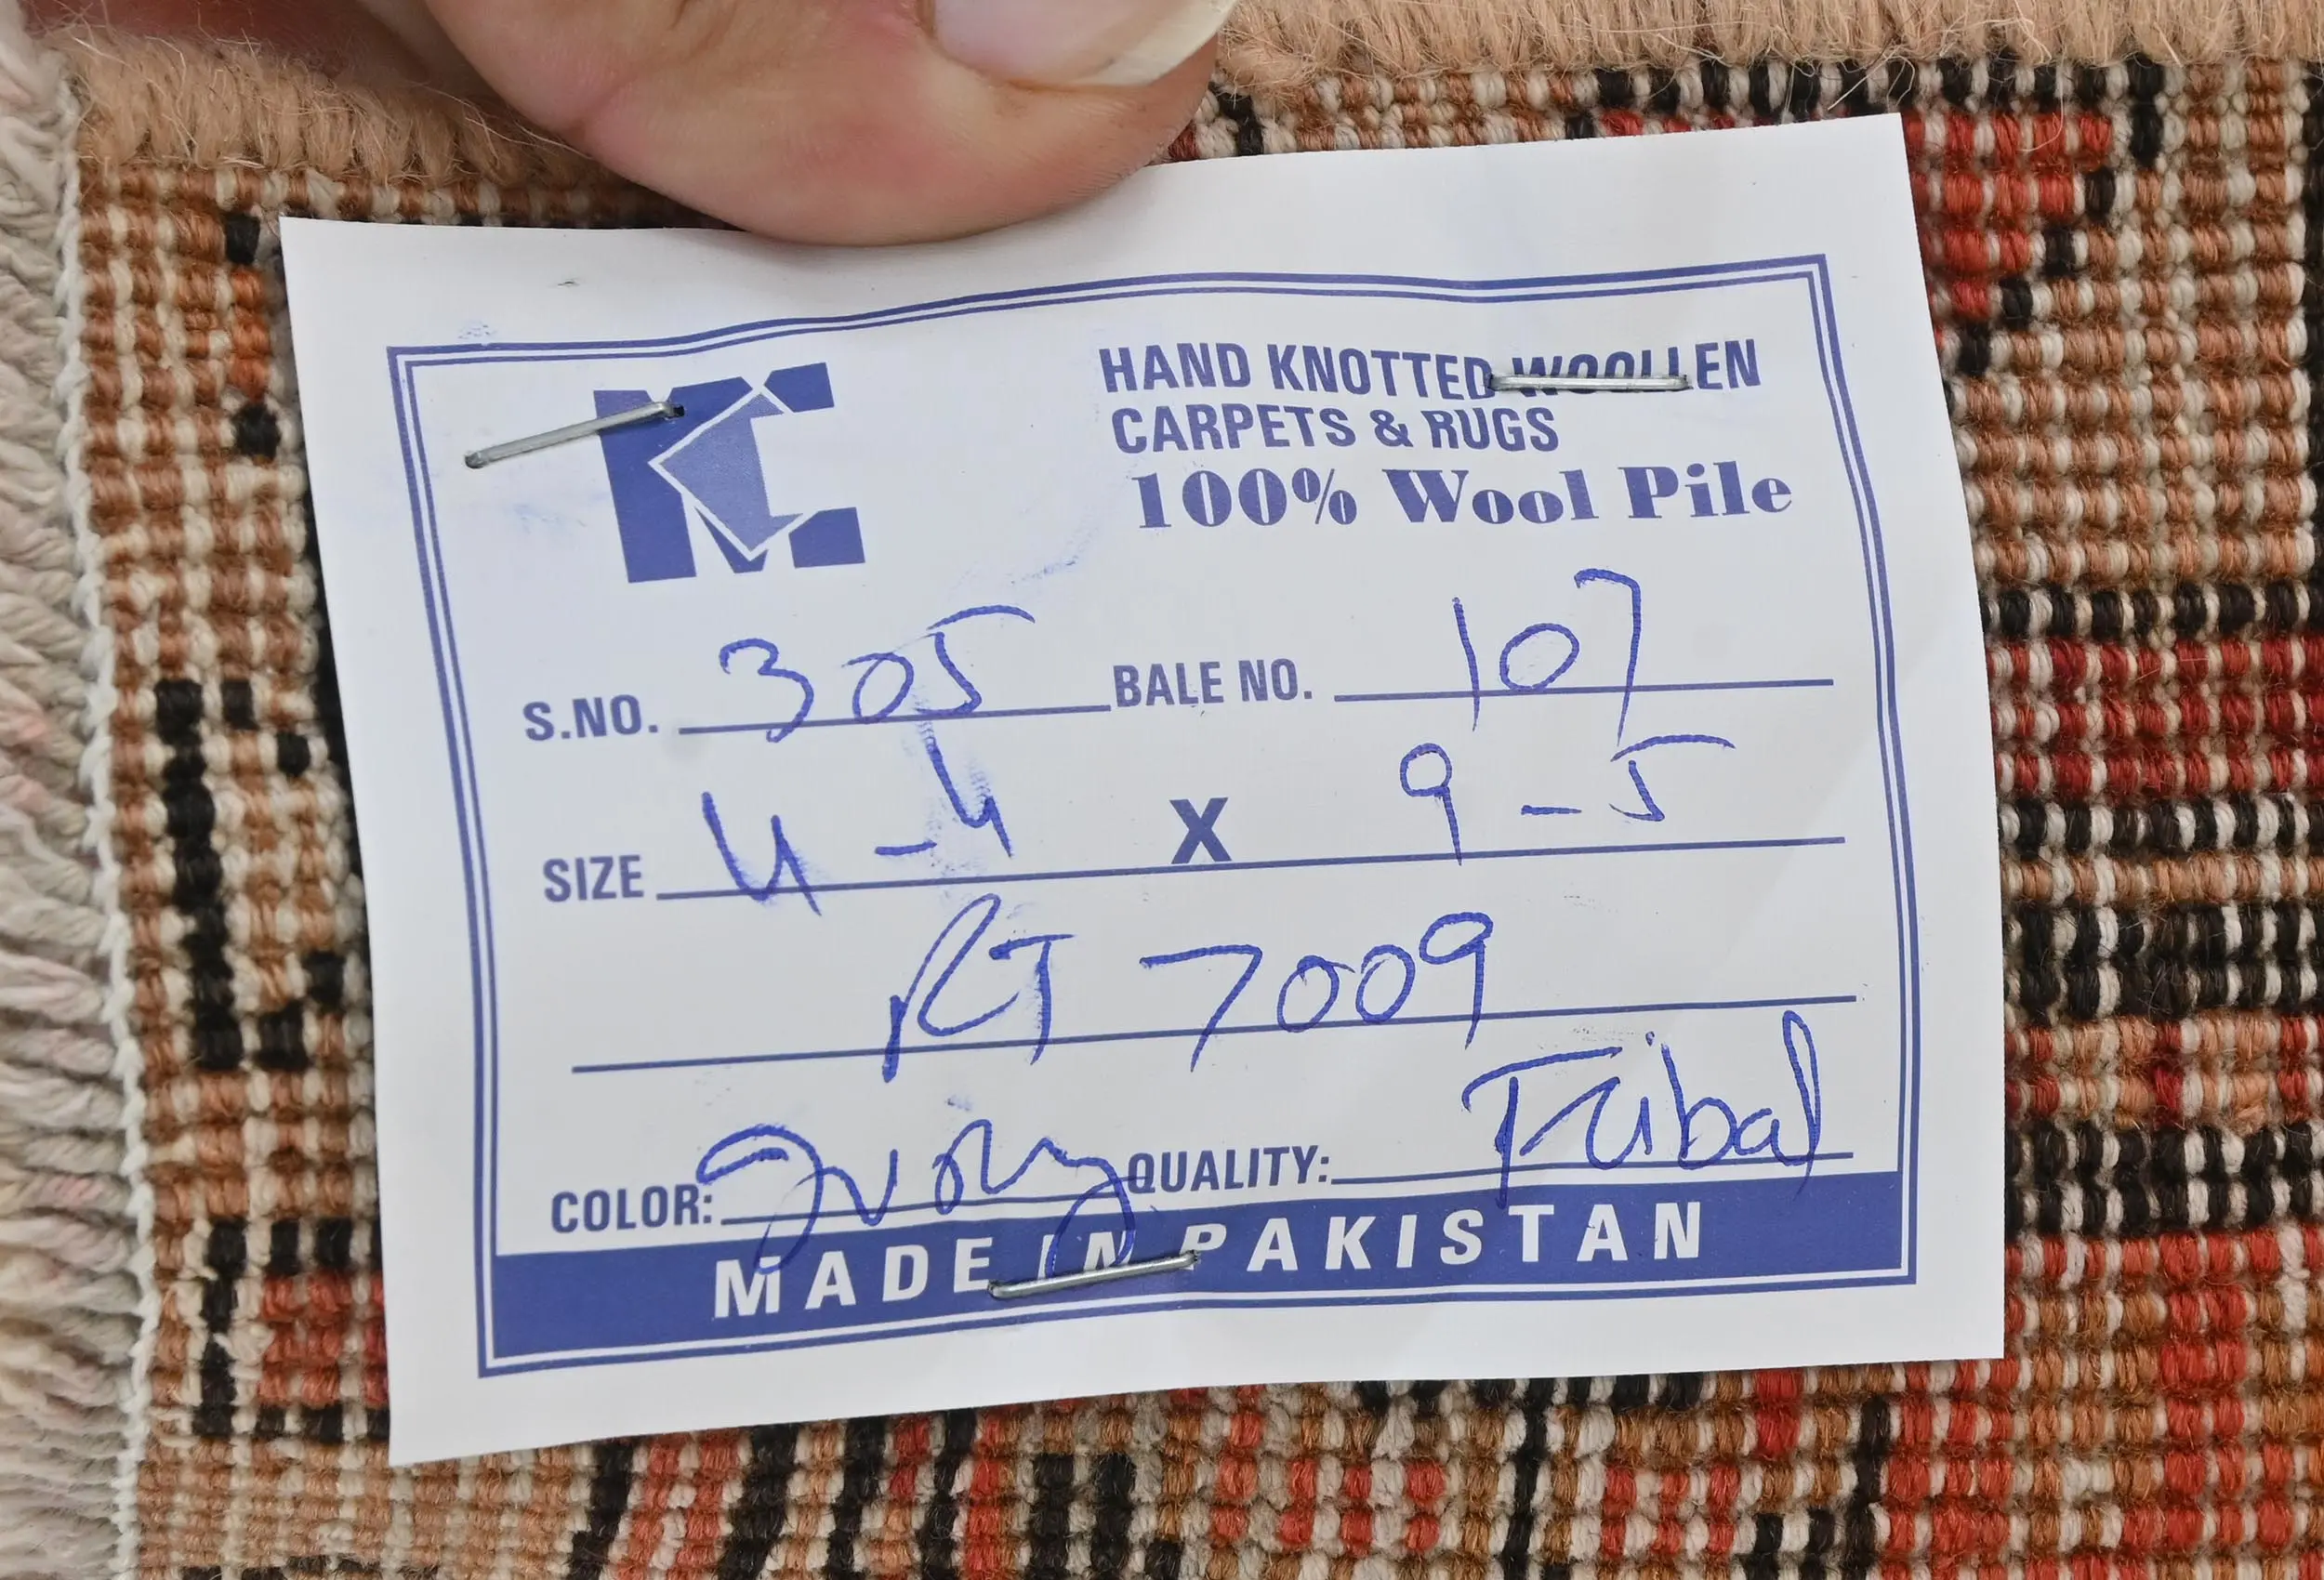 MC
HAND KNOTTED WOOLLEN
CARPETS & RUGS
100% Wool Pile
S.NO. 305 BALE NO. 107
SIZE 4-4 X 9-5
RT 7009
COLOR: Ivory QUALITY: Tribal
MADE IN PAKISTAN